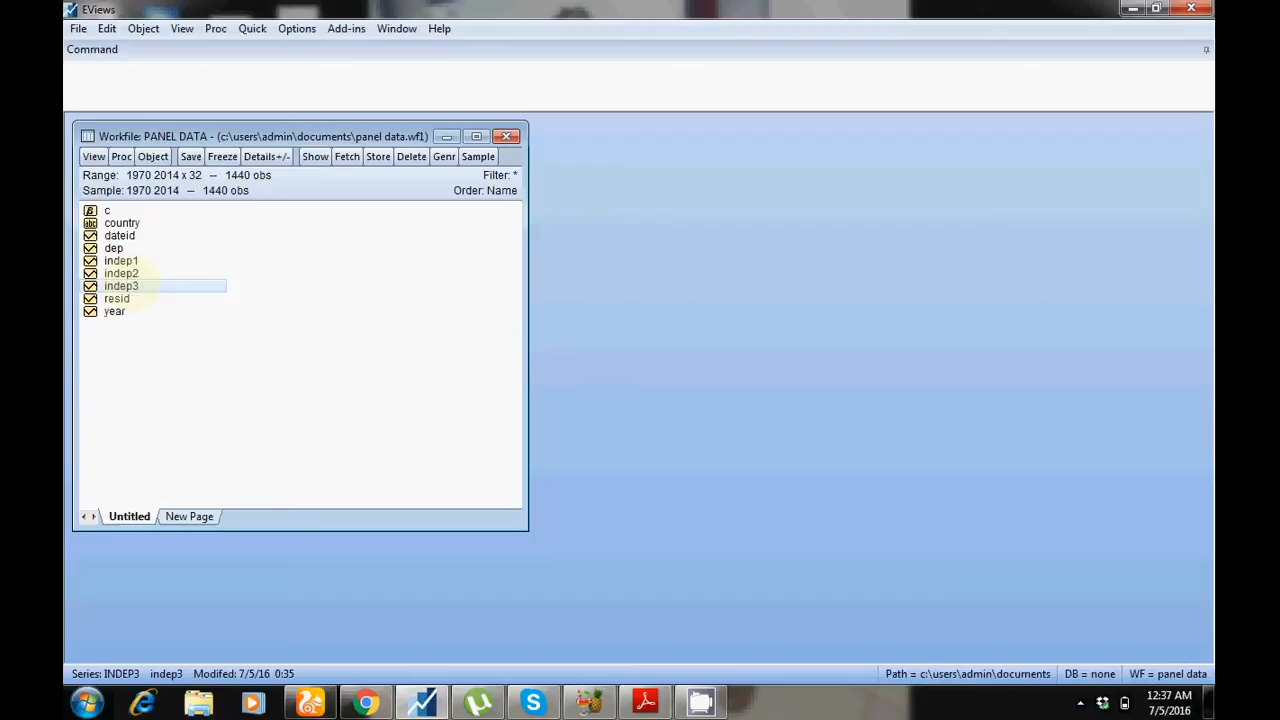 EViews
File Edit Object View Proc Quick Options Add-ins Window Help
Command
Workfile: PANEL DATA - (c:\users\admin\documents\panel data.wf1)
View Proc Object Save Freeze Details+/- Show Fetch Store Delete Genr Sample
Range: 1970 2014 x 32 -- 1440 obs Filter: *
Sample: 1970 2014 -- 1440 obs Order: Name
β c
abc country
dateid
dep
indep1
indep2
indep3
resid
year
Untitled New Page
Series: INDEP3 indep3 Modifed: 7/5/16 0:35 Path = c:\users\admin\documents DB = none WF = panel data
12:37 AM
7/5/2016